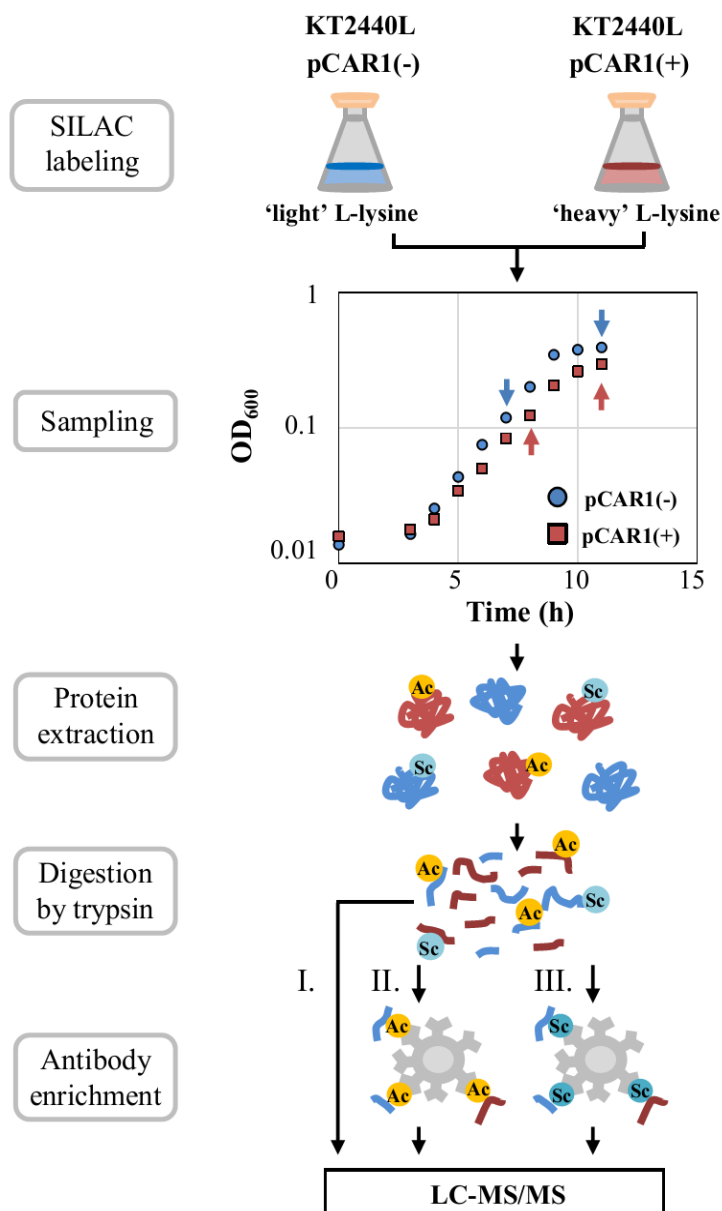 KT2440L
pCAR1(-)
KT2440L
pCAR1(+)
SILAC
labeling
‘light’ L-lysine
‘heavy’ L-lysine
Sampling
OD600
1
0.1
0.01
0
5
10
15
pCAR1(-)
pCAR1(+)
Time (h)
Protein
extraction
Ac
Sc
Sc
Ac
Digestion
by trypsin
Ac
Ac
Sc
Ac
Sc
I.
II.
III.
Antibody
enrichment
Ac
Ac
Ac
Sc
Sc
Sc
LC-MS/MS